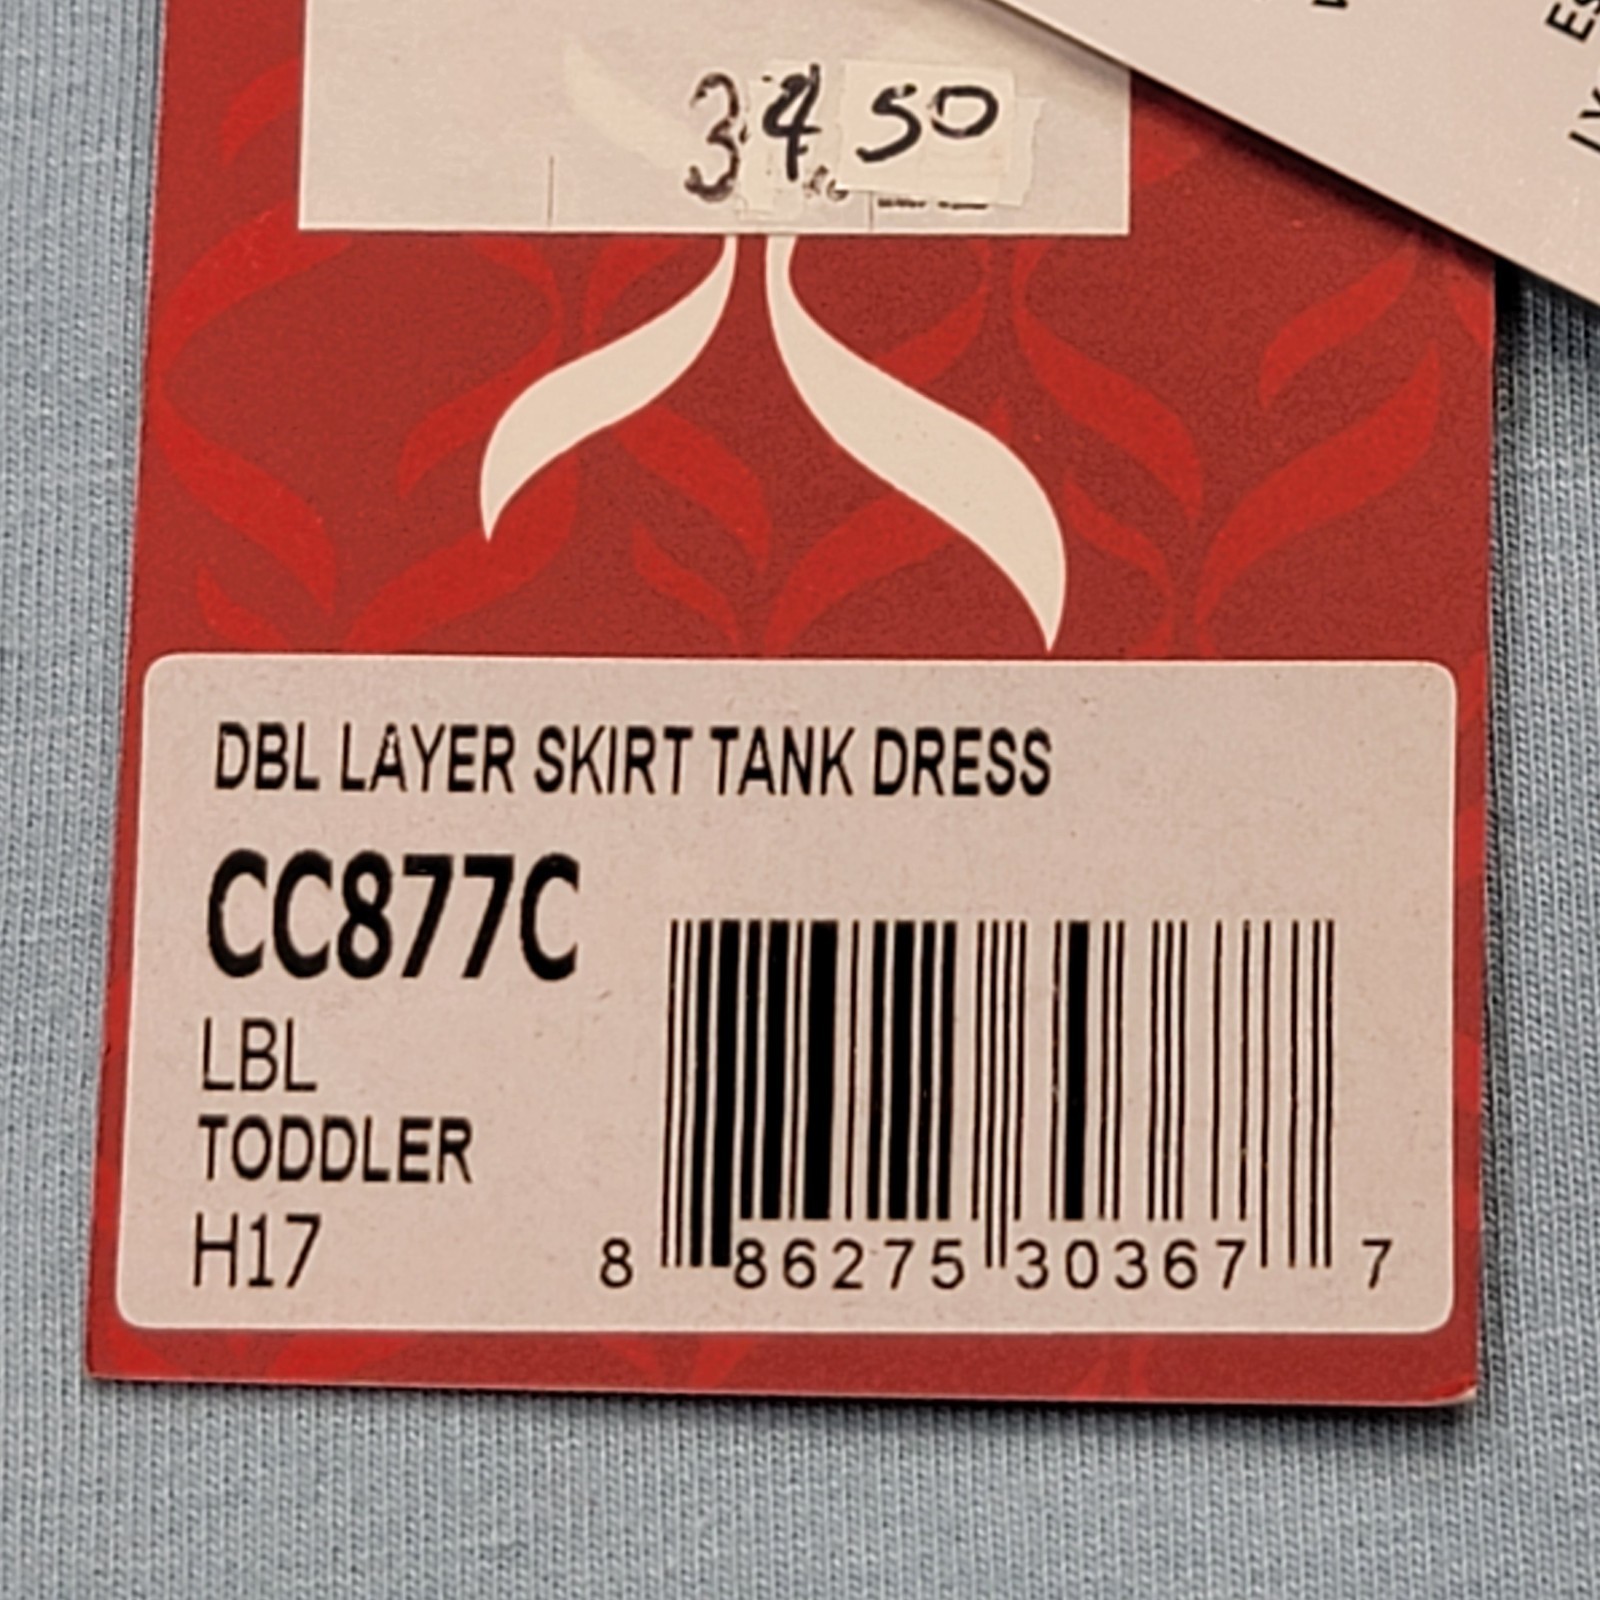 34.50
DBL LAYER SKIRT TANK DRESS
CC877C
LBL
TODDLER
H17
8 86275 30367 7